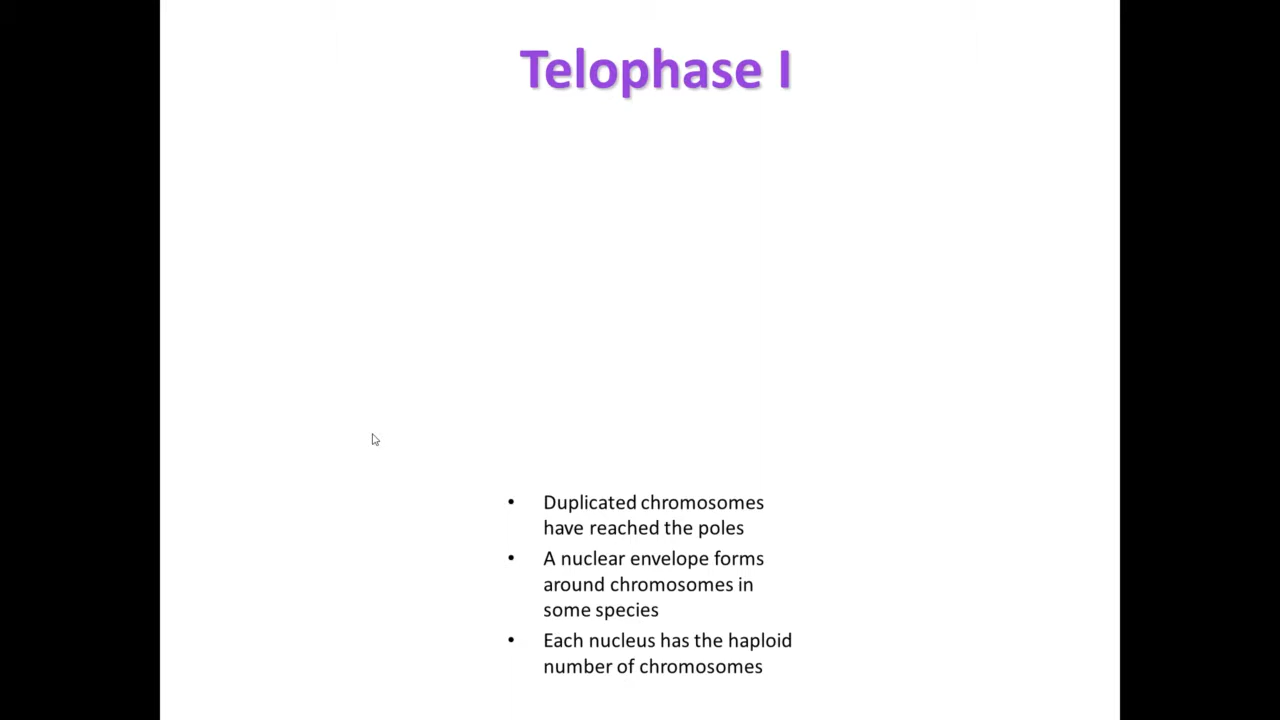 Telophase I
• Duplicated chromosomes
have reached the poles
• A nuclear envelope forms
around chromosomes in
some species
• Each nucleus has the haploid
number of chromosomes